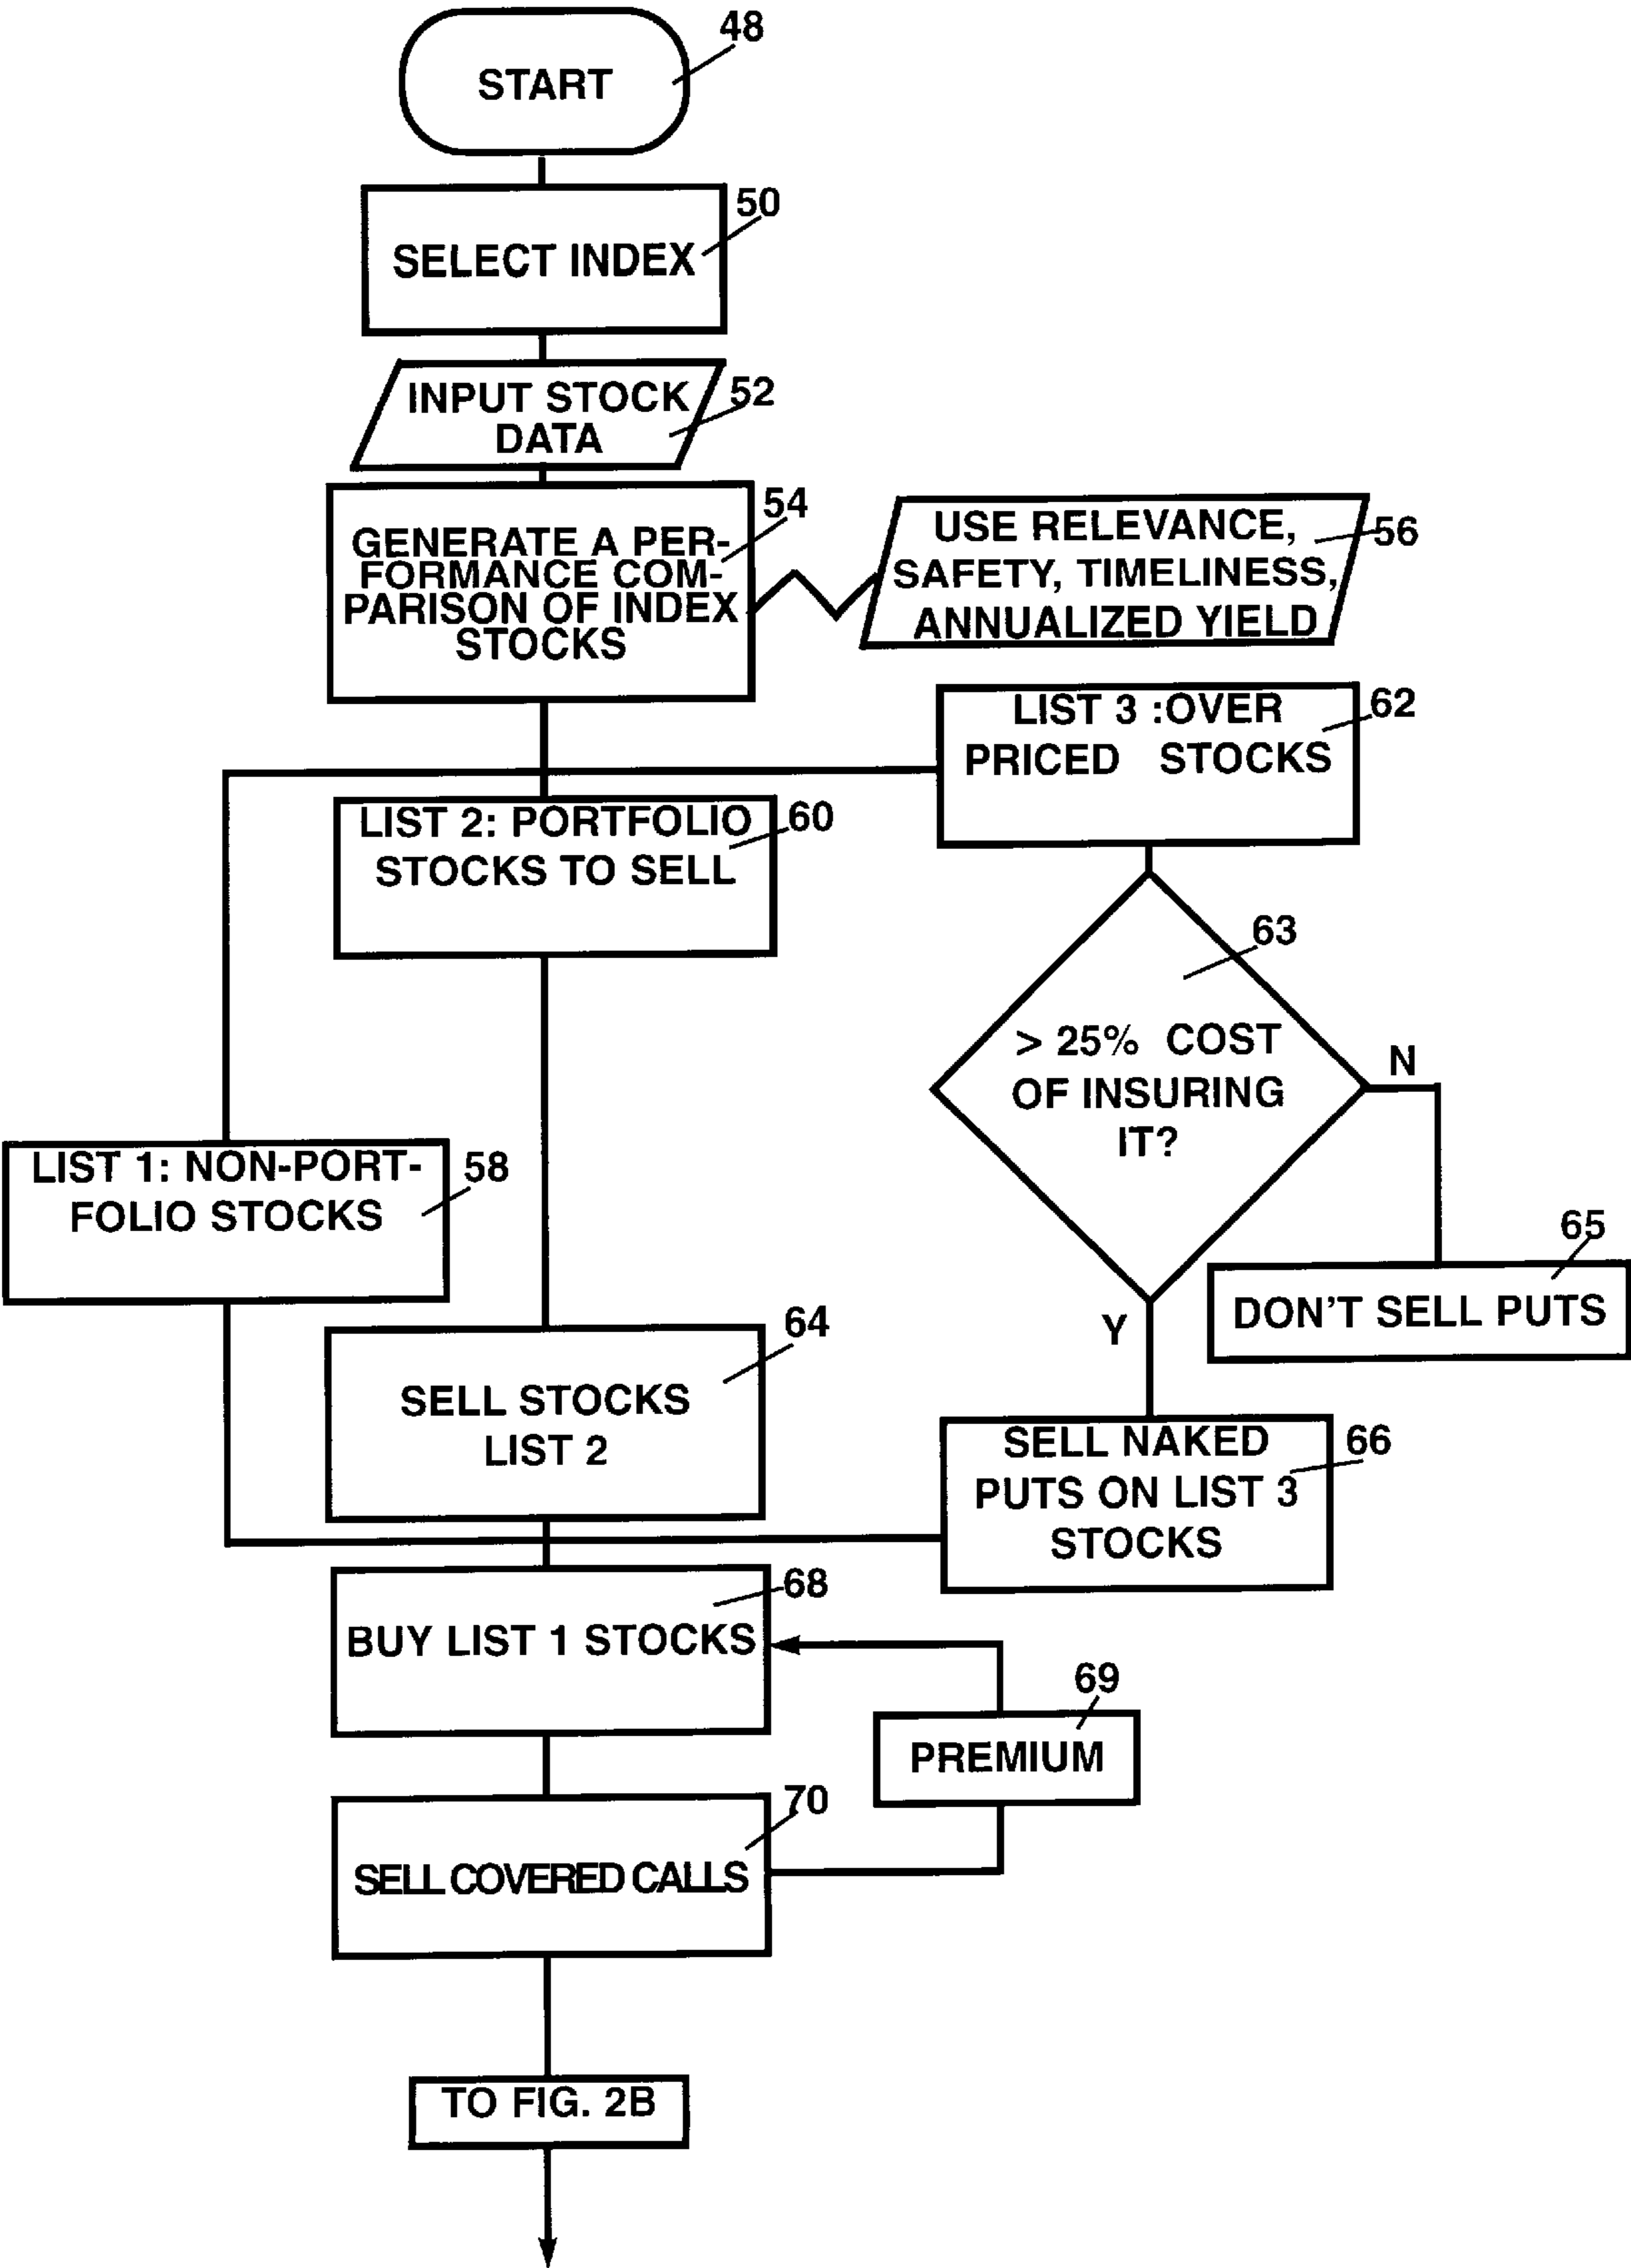 48
START
50
SELECT INDEX
52
INPUT STOCK
DATA
54
GENERATE A PER-
FORMANCE COM-
PARISON OF INDEX
STOCKS
56
USE RELEVANCE,
SAFETY, TIMELINESS,
ANNUALIZED YIELD
62
LIST 3 :OVER
PRICED STOCKS
60
LIST 2: PORTFOLIO
STOCKS TO SELL
63
> 25% COST
OF INSURING
IT?
N
Y
58
LIST 1: NON-PORT-
FOLIO STOCKS
65
DON'T SELL PUTS
64
SELL STOCKS
LIST 2
66
SELL NAKED
PUTS ON LIST 3
STOCKS
68
BUY LIST 1 STOCKS
69
PREMIUM
70
SELL COVERED CALLS
TO FIG. 2B